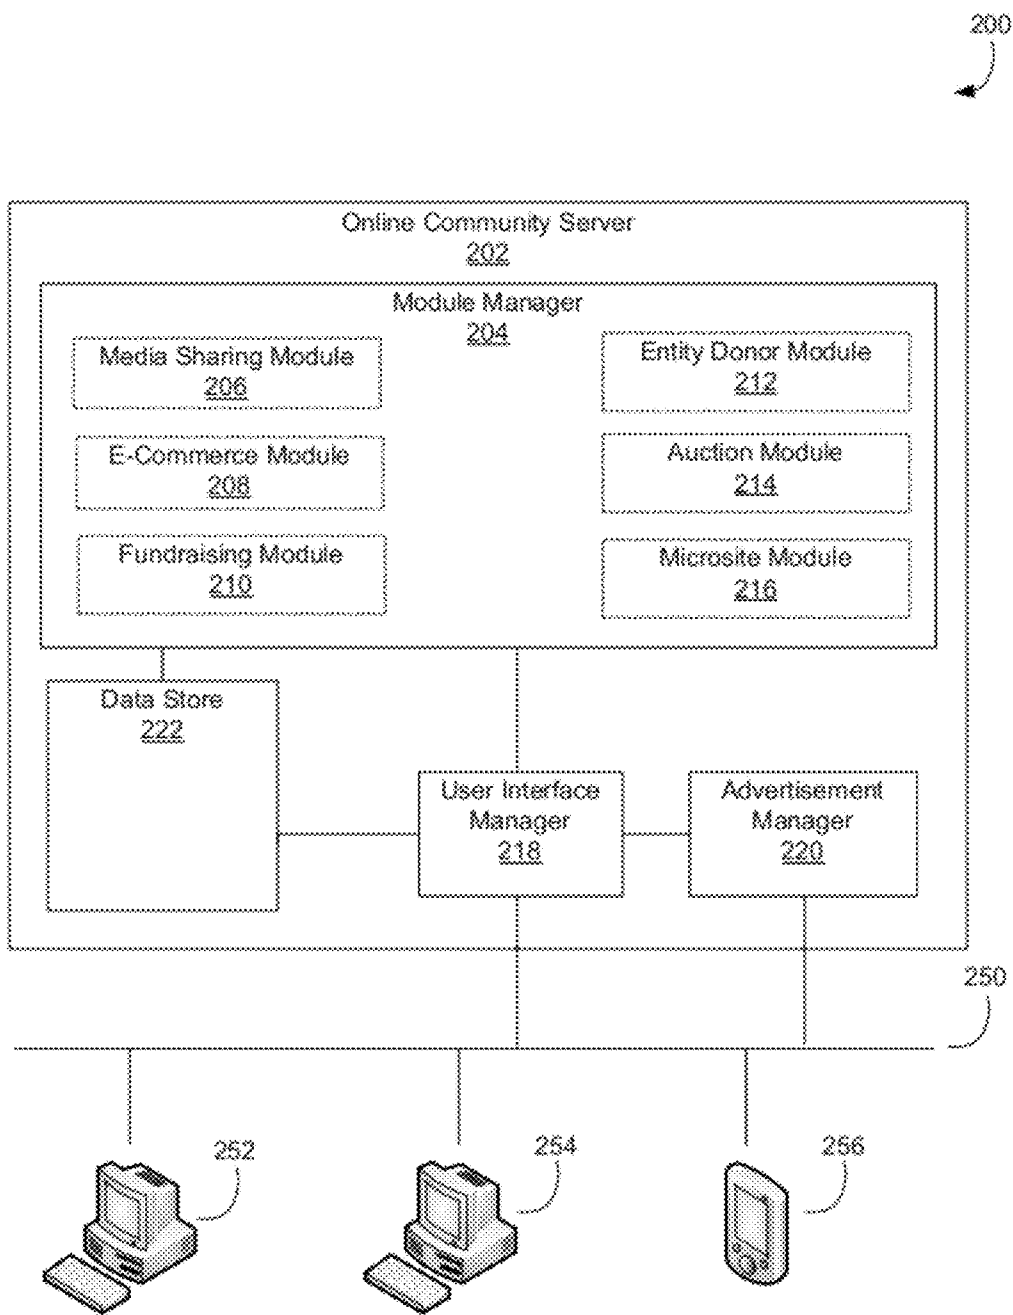 200
Online Community Server
202
Module Manager
204
Media Sharing Module
206
E-Commerce Module
208
Fundraising Module
210
Entity Donor Module
212
Auction Module
214
Microsite Module
216
Data Store
222
User Interface
Manager
218
Advertisement
Manager
220
250
252
254
256